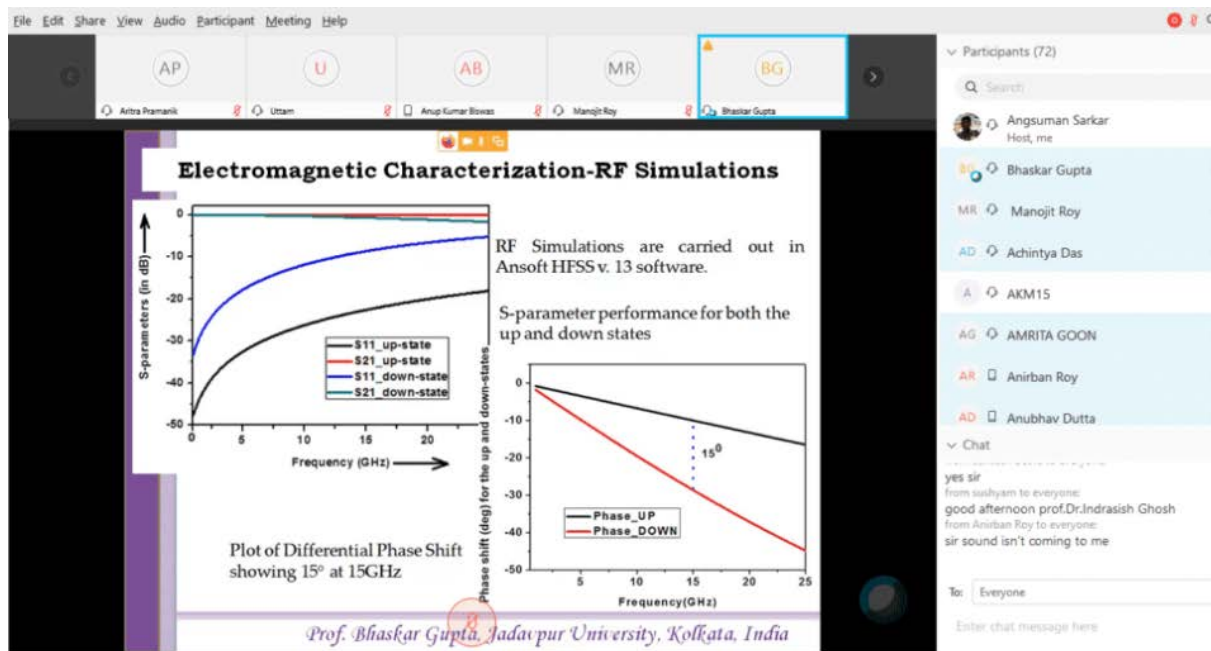 File Edit Share View Audio Participant Meeting Help
AP
U
AB
MR
BG
Aritra Pramanik
Uttam
Anup Kumar Biswas
Manojit Roy
Bhaskar Gupta
Electromagnetic Characterization-RF Simulations
S-parameters (in dB)
0
-10
-20
-30
-40
-50
S11_up-state
S21_up-state
S11_down-state
S21_down-state
0 5 10 15 20
Frequency (GHz)
RF Simulations are carried out in
Ansoft HFSS v. 13 software.
S-parameter performance for both the
up and down states
Phase shift (deg) for the up and down-states
0
-10
-20
-30
-40
-50
15⁰
Phase_UP
Phase_DOWN
5 10 15 20 25
Frequency(GHz)
Plot of Differential Phase Shift
showing 15° at 15GHz
Prof. Bhaskar Gupta, Jadavpur University, Kolkata, India
Participants (72)
Search
Angsuman Sarkar
Host, me
BG Bhaskar Gupta
MR Manojit Roy
AD Achintya Das
A AKM15
AG AMRITA GOON
AR Anirban Roy
AD Anubhav Dutta
Chat
yes sir
from sushyam to everyone:
good afternoon prof.Dr.Indrasish Ghosh
from Anirban Roy to everyone:
sir sound isn't coming to me
To: Everyone
Enter chat message here